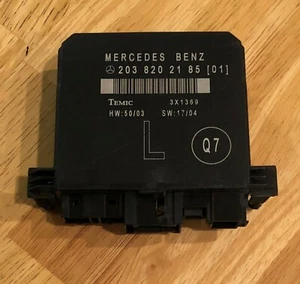 MERCEDES BENZ
203 820 21 85 [01]
TEMIC 3X1369
HW:50/03 SW:17/04
L Q7